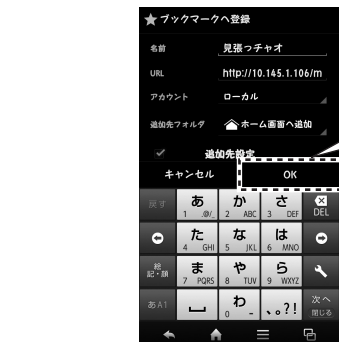 ブックマークへ登録
名前 見張っチャオ
URL http://10.145.1.106/m
アカウント ローカル
追加先フォルダ ホーム画面へ追加
追加先設定
キャンセル OK
戻す あ 1 .@/_ か 2 ABC さ 3 DEF DEL
た 4 GHI な 5 JKL は 6 MNO
絵記・顔 ま 7 PQRS や 8 TUV ら 9 WXYZ
あA1 わ 0 - 、。?! 次へ 閉じる